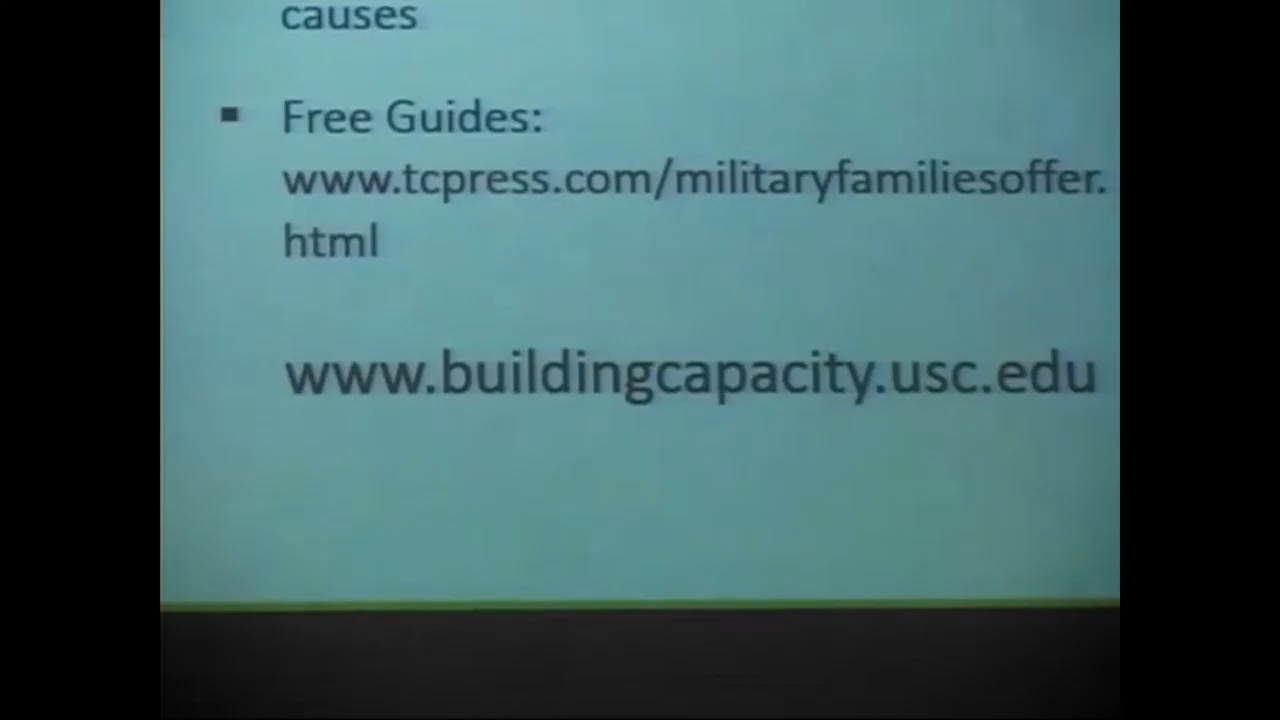 causes
▪ Free Guides:
www.tcpress.com/militaryfamiliesoffer.
html
www.buildingcapacity.usc.edu